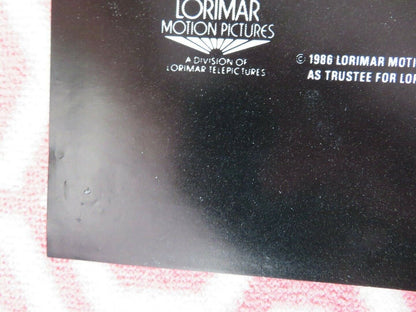 LORIMAR
MOTION PICTURES
A DIVISION OF
LORIMAR TELEPICTURES
© 1986 LORIMAR MOTI
AS TRUSTEE FOR LOR